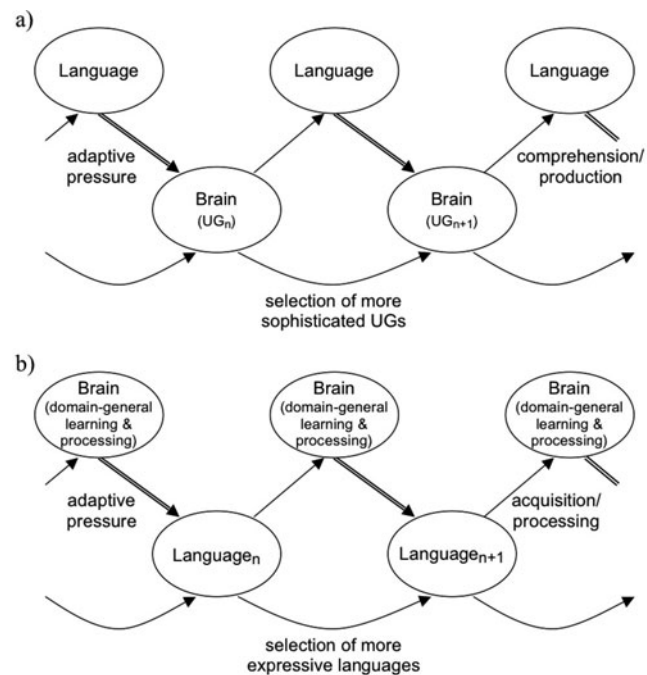 a)
Language
Language
Language
adaptive
pressure
comprehension/
production
Brain
(UGn)
Brain
(UGn+1)
selection of more
sophisticated UGs
b)
Brain
(domain-general
learning &
processing)
Brain
(domain-general
learning &
processing)
Brain
(domain-general
learning &
processing)
adaptive
pressure
acquisition/
processing
Languagen
Languagen+1
selection of more
expressive languages